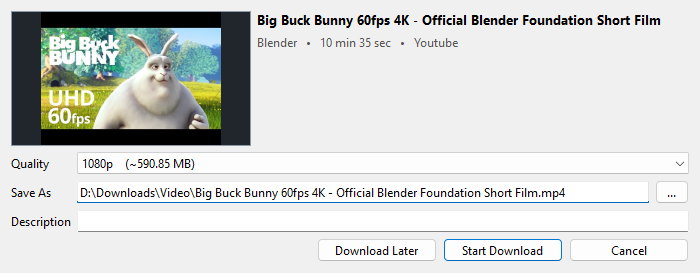 Big Buck
BUNNY
UHD
60fps
Big Buck Bunny 60fps 4K - Official Blender Foundation Short Film
Blender • 10 min 35 sec • Youtube
Quality 1080p (~590.85 MB)
Save As D:\Downloads\Video\Big Buck Bunny 60fps 4K - Official Blender Foundation Short Film.mp4 ...
Description
Download Later Start Download Cancel